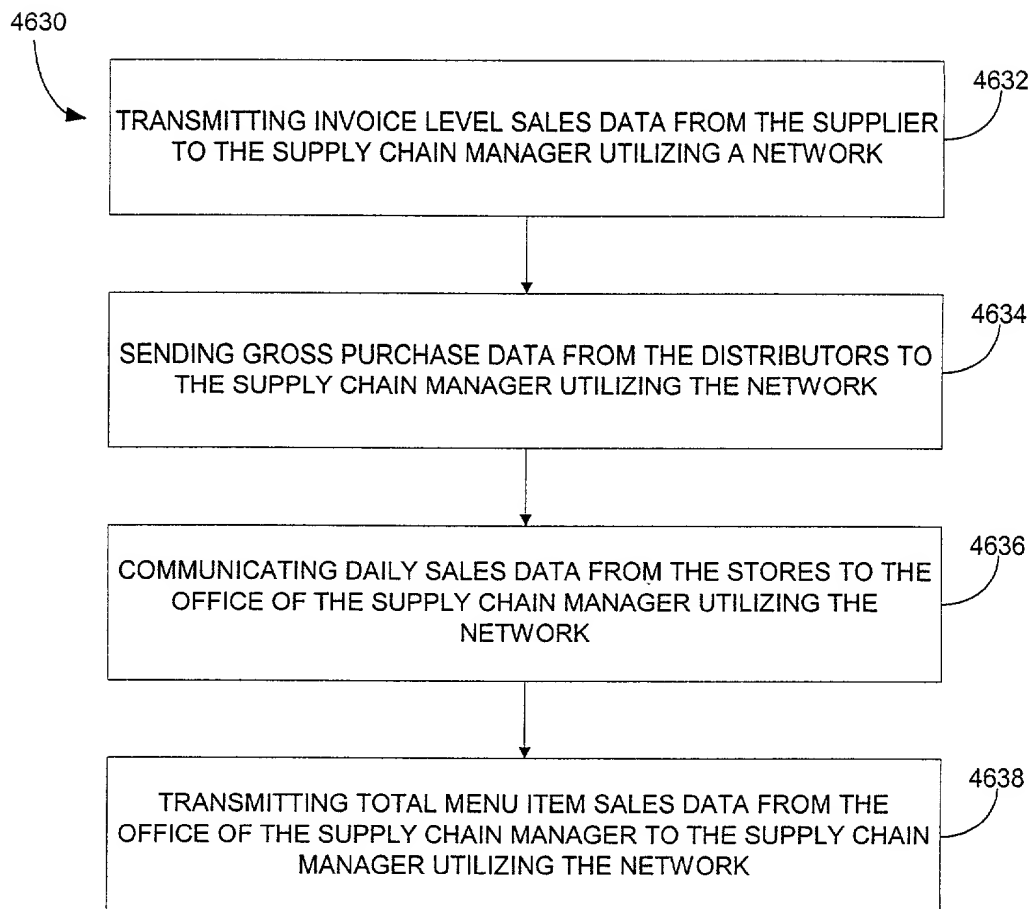 4630
4632
TRANSMITTING INVOICE LEVEL SALES DATA FROM THE SUPPLIER
TO THE SUPPLY CHAIN MANAGER UTILIZING A NETWORK
4634
SENDING GROSS PURCHASE DATA FROM THE DISTRIBUTORS TO
THE SUPPLY CHAIN MANAGER UTILIZING THE NETWORK
4636
COMMUNICATING DAILY SALES DATA FROM THE STORES TO THE
OFFICE OF THE SUPPLY CHAIN MANAGER UTILIZING THE
NETWORK
4638
TRANSMITTING TOTAL MENU ITEM SALES DATA FROM THE
OFFICE OF THE SUPPLY CHAIN MANAGER TO THE SUPPLY CHAIN
MANAGER UTILIZING THE NETWORK